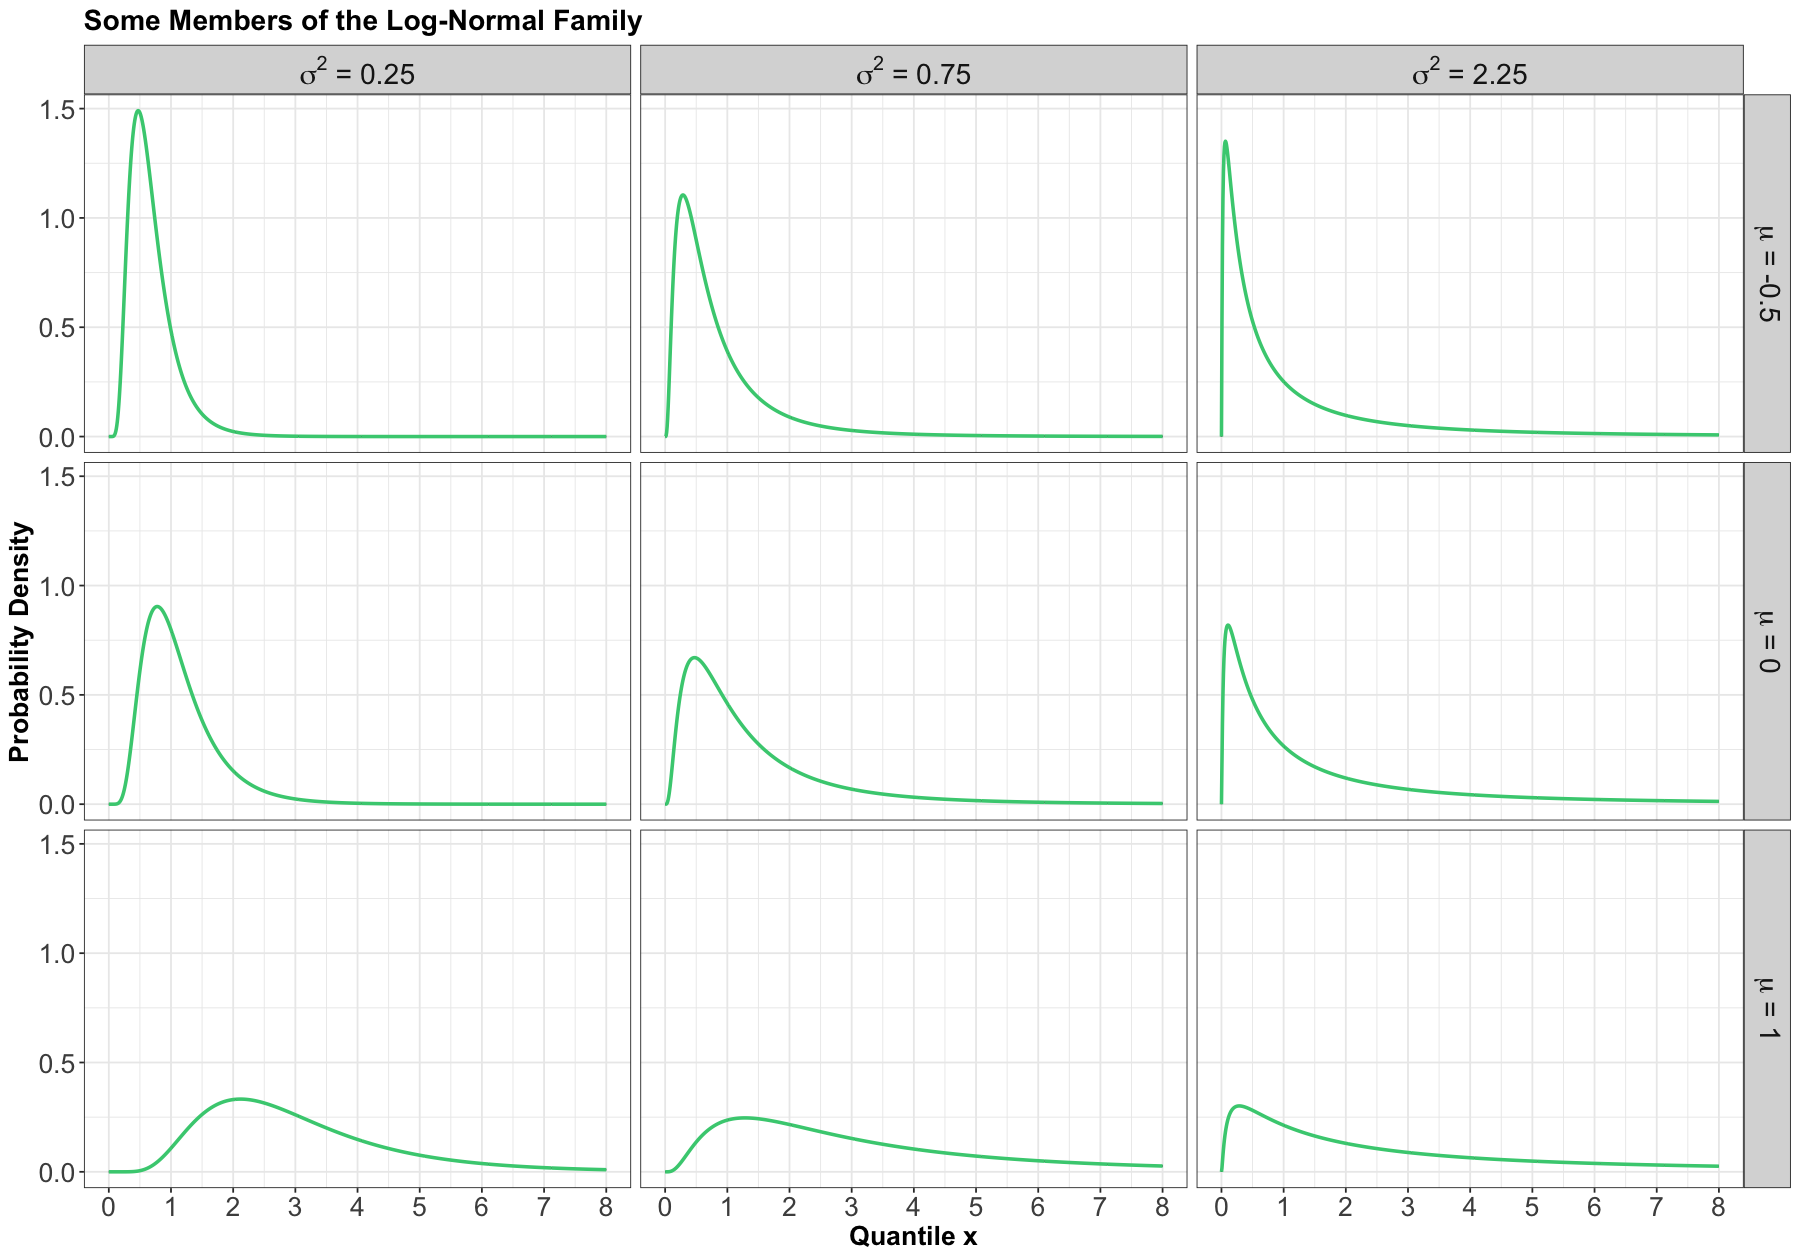 Some Members of the Log-Normal Family
σ² = 0.25
σ² = 0.75
σ² = 2.25
1.5
1.0
0.5
0.0
μ = -0.5
1.5
1.0
0.5
0.0
μ = 0
Probability Density
1.5
1.0
0.5
0.0
μ = 1
0 1 2 3 4 5 6 7 8
0 1 2 3 4 5 6 7 8
0 1 2 3 4 5 6 7 8
Quantile x